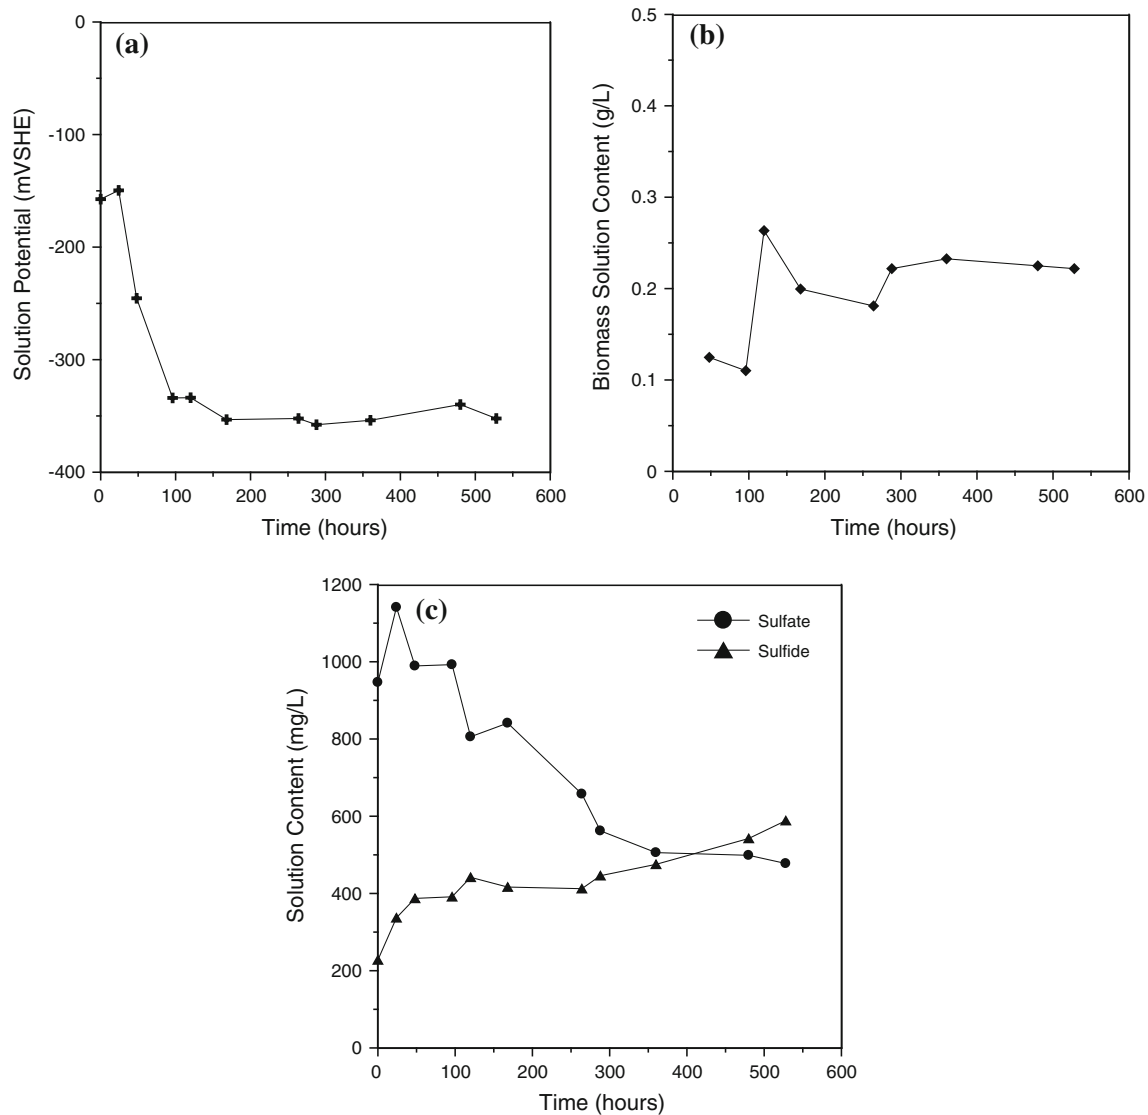 (a)
Solution Potential (mVSHE)
0
-100
-200
-300
-400
0 100 200 300 400 500 600
Time (hours)
(b)
Biomass Solution Content (g/L)
0.5
0.4
0.3
0.2
0.1
0
0 100 200 300 400 500 600
Time (hours)
(c)
Solution Content (mg/L)
1200
1000
800
600
400
200
0
Sulfate
Sulfide
0 100 200 300 400 500 600
Time (hours)